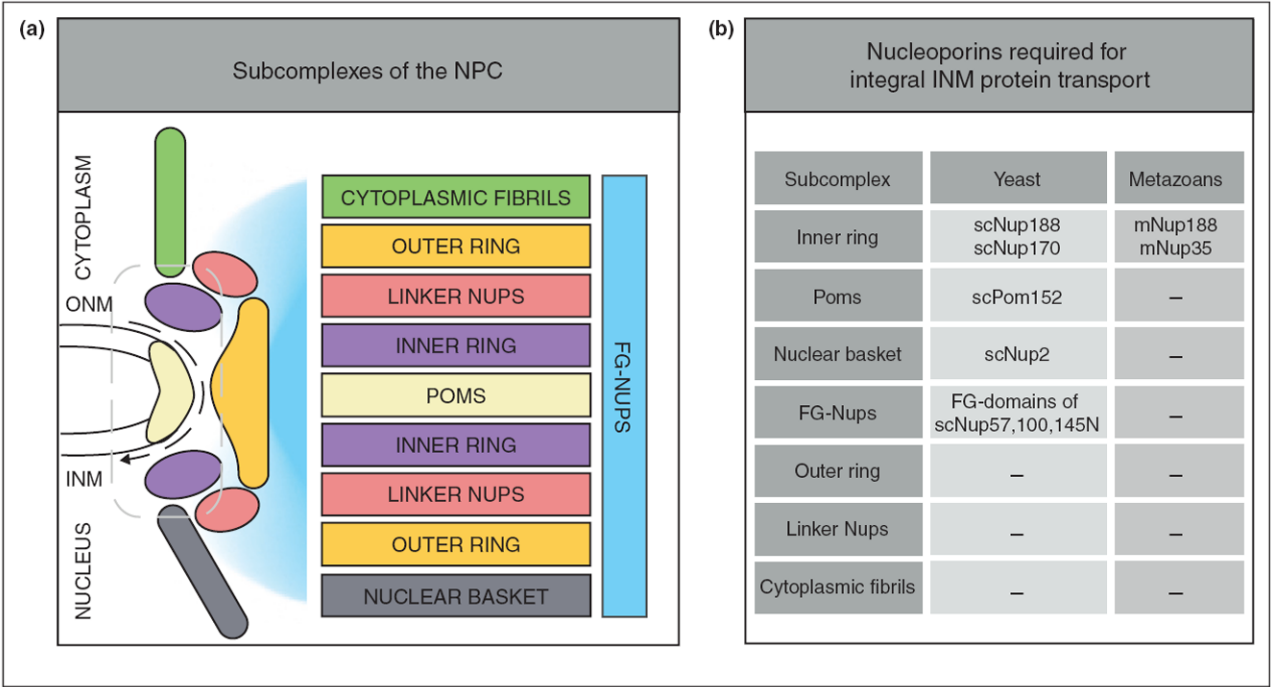 (a)
Subcomplexes of the NPC
CYTOPLASM
ONM
INM
NUCLEUS
CYTOPLASMIC FIBRILS
OUTER RING
LINKER NUPS
INNER RING
POMS
INNER RING
LINKER NUPS
OUTER RING
NUCLEAR BASKET
FG-NUPS
(b)
Nucleoporins required for
integral INM protein transport
Subcomplex Yeast Metazoans
Inner ring scNup188 mNup188
scNup170 mNup35
Poms scPom152 –
Nuclear basket scNup2 –
FG-Nups FG-domains of –
scNup57,100,145N
Outer ring – –
Linker Nups – –
Cytoplasmic fibrils – –